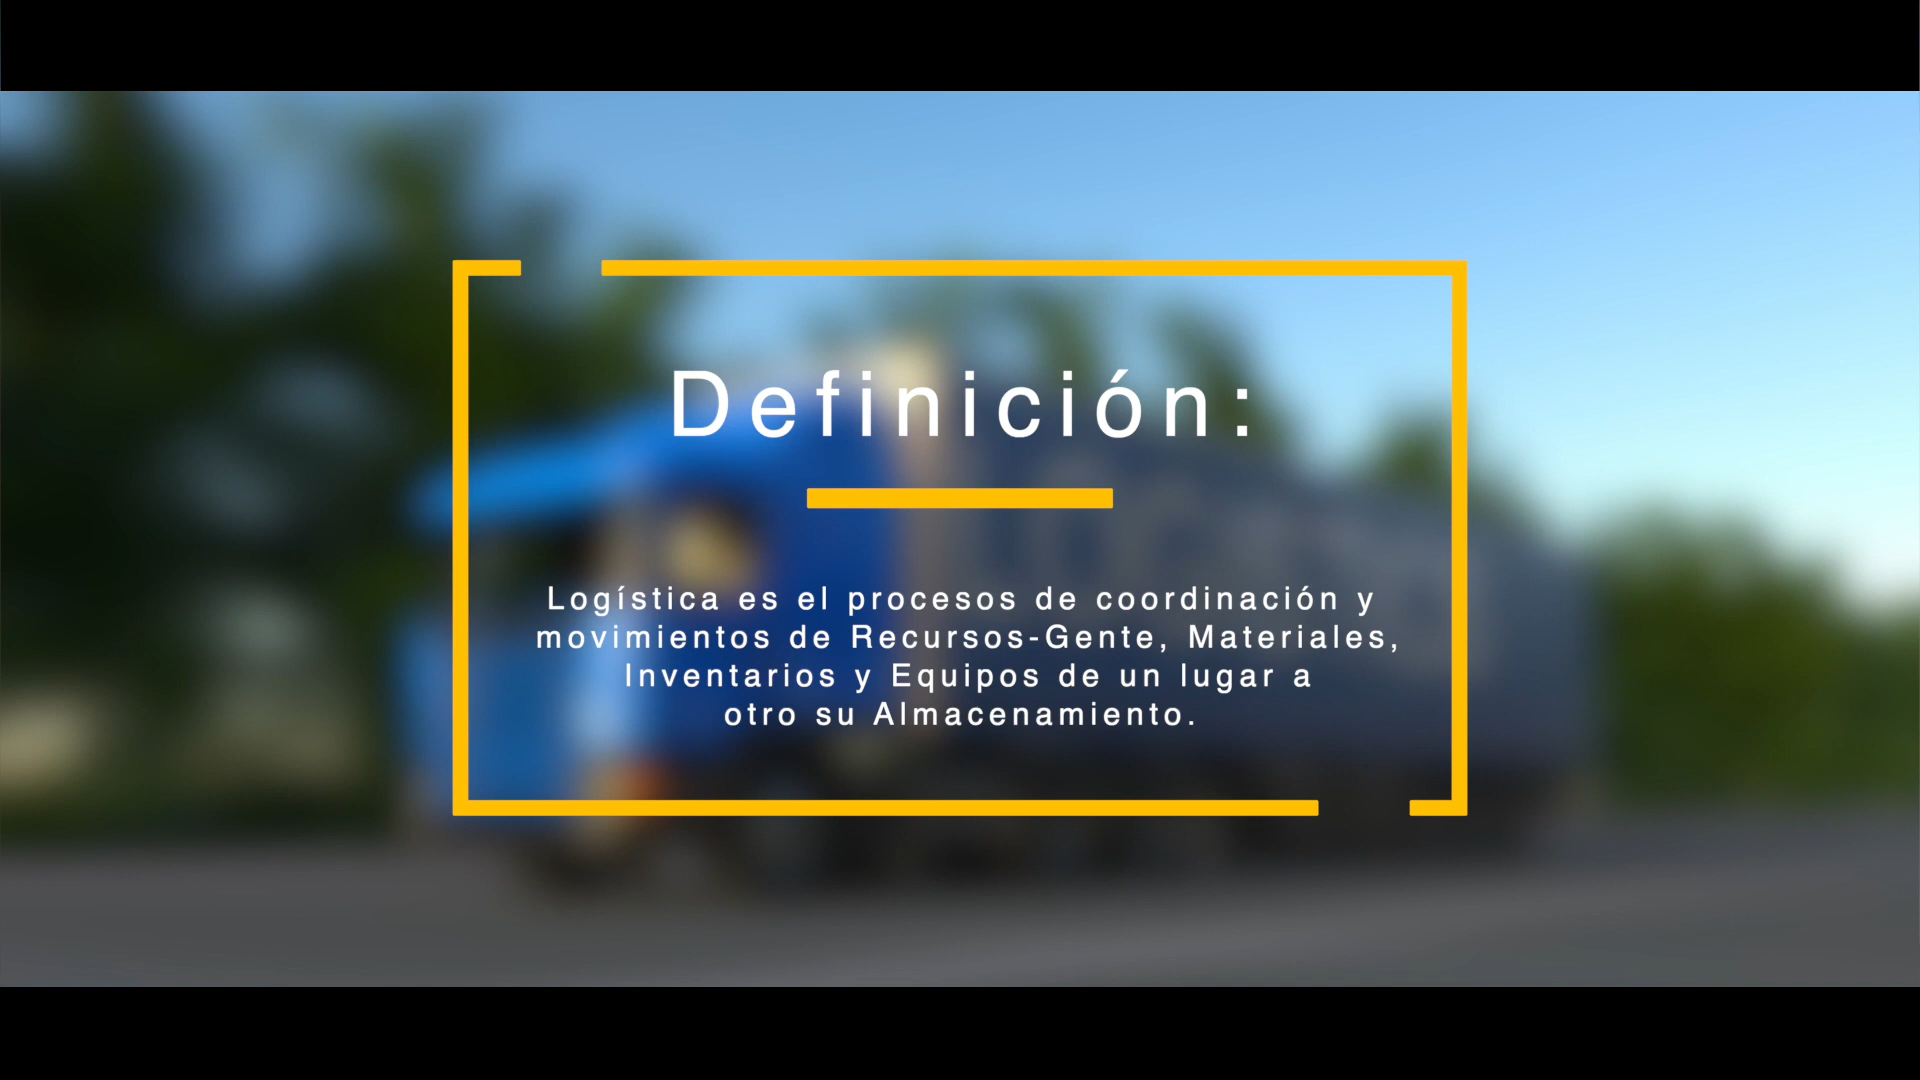 Definición:
Logística es el procesos de coordinación y
movimientos de Recursos-Gente, Materiales,
Inventarios y Equipos de un lugar a
otro su Almacenamiento.